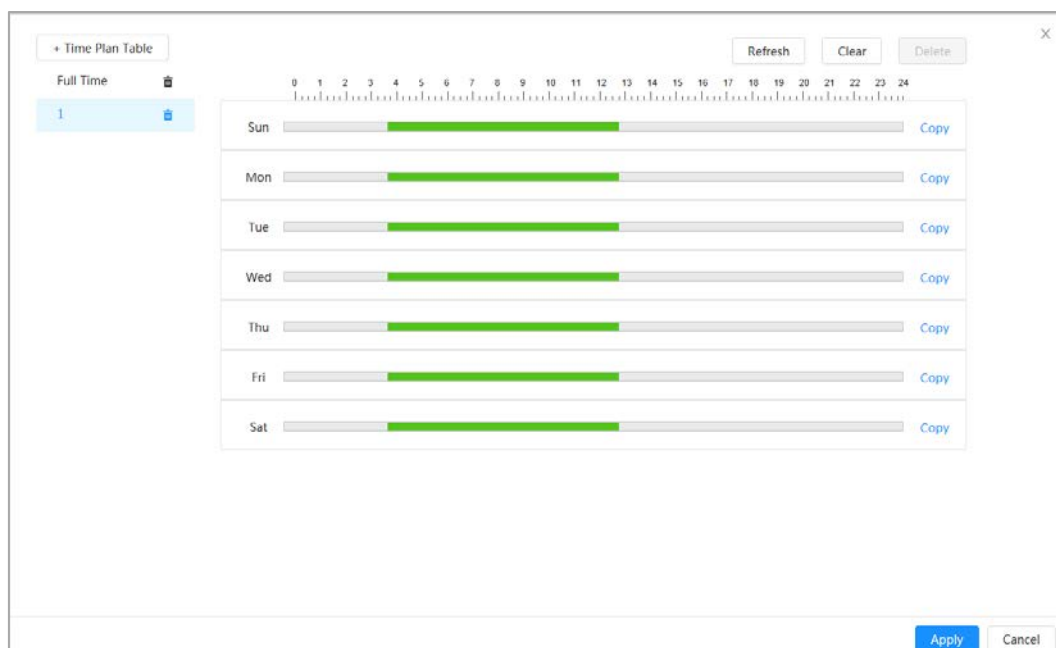 + Time Plan Table
Refresh Clear Delete
Full Time
0 1 2 3 4 5 6 7 8 9 10 11 12 13 14 15 16 17 18 19 20 21 22 23 24
1
Sun Copy
Mon Copy
Tue Copy
Wed Copy
Thu Copy
Fri Copy
Sat Copy
Apply Cancel